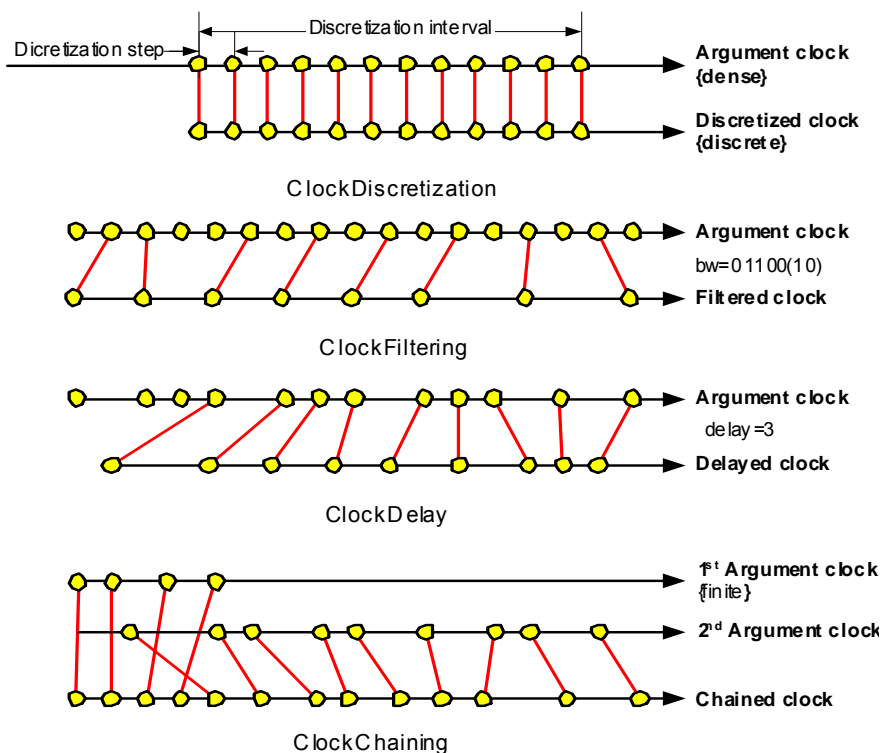 Discretization interval
Dicretization step
Argument clock
{dense}
Discretized clock
{discrete}
ClockDiscretization
Argument clock
bw=01100(10)
Filtered clock
ClockFiltering
Argument clock
delay=3
Delayed clock
ClockDelay
1st Argument clock
{finite}
2nd Argument clock
Chained clock
ClockChaining